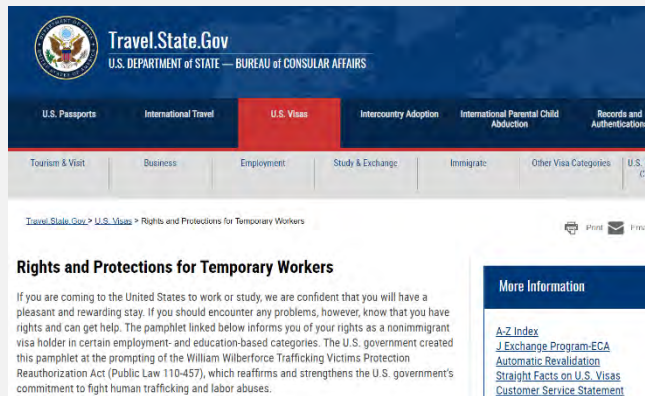 Travel.State.Gov
U.S. DEPARTMENT of STATE — BUREAU of CONSULAR AFFAIRS
U.S. Passports International Travel U.S. Visas Intercountry Adoption International Parental Child Abduction Records and Authentications
Tourism & Visit Business Employment Study & Exchange Immigrate Other Visa Categories U.S.
Travel.State.Gov > U.S. Visas > Rights and Protections for Temporary Workers
Print
Rights and Protections for Temporary Workers
If you are coming to the United States to work or study, we are confident that you will have a
pleasant and rewarding stay. If you should encounter any problems, however, know that you have
rights and can get help. The pamphlet linked below informs you of your rights as a nonimmigrant
visa holder in certain employment- and education-based categories. The U.S. government created
this pamphlet at the prompting of the William Wilberforce Trafficking Victims Protection
Reauthorization Act (Public Law 110-457), which reaffirms and strengthens the U.S. government's
commitment to fight human trafficking and labor abuses.
More Information
A-Z Index
J Exchange Program-ECA
Automatic Revalidation
Straight Facts on U.S. Visas
Customer Service Statement